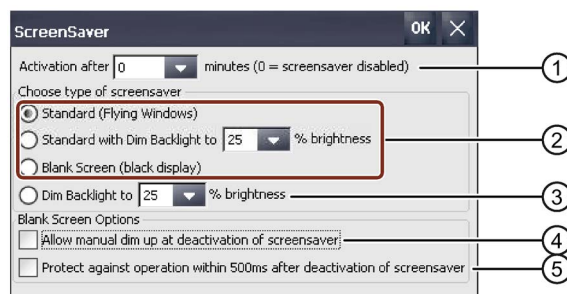 ScreenSaver OK
Activation after 0 minutes (0 = screensaver disabled) 1
Choose type of screensaver
Standard (Flying Windows)
Standard with Dim Backlight to 25 % brightness 2
Blank Screen (black display)
Dim Backlight to 25 % brightness 3
Blank Screen Options
Allow manual dim up at deactivation of screensaver 4
Protect against operation within 500ms after deactivation of screensaver 5